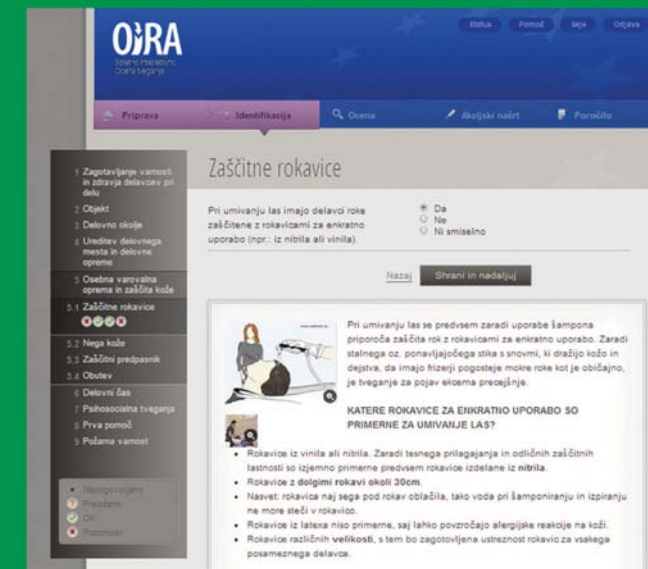 OiRA
Spletno interaktivno
Ocena tveganja
Status Pomoč Seja Odjava
Priprava Identifikacija Ocena Akcijski načrt Poročilo
1 Zagotavljanje varnosti
in zdravja delavcev pri
delu
2 Objekt
3 Delovno okolje
4 Ureditev delovnega
mesta in delovne
opreme
5 Osebna varovalna
oprema in zaščita kože
5.1 Zaščitne rokavice
5.2 Nega kože
5.3 Zaščitni predpasnik
5.4 Obutev
6 Delovni čas
7 Psihosocialna tveganja
8 Prva pomoč
9 Požarna varnost
Neodgovorjeno
Preloženo
OK
Pozornost
Zaščitne rokavice
Pri umivanju las imajo delavci roke
zaščitene z rokavicami za enkratno
uporabo (npr.: iz nitrila ali vinila).
Da
Ne
Ni smiselno
Nazaj Shrani in nadaljuj
Pri umivanju las se predvsem zaradi uporabe šampona
priporoča zaščita rok z rokavicami za enkratno uporabo. Zaradi
stalnega oz. ponavljajočega stika s snovmi, ki dražijo kožo in
dejstva, da imajo frizerji pogosteje mokre roke kot je običajno,
je tveganje za pojav ekcema precejšnje.
KATERE ROKAVICE ZA ENKRATNO UPORABO SO
PRIMERNE ZA UMIVANJE LAS?
• Rokavice iz vinila ali nitrila. Zaradi tesnega prilagajanja in odličnih zaščitnih
lastnosti so izjemno primerne predvsem rokavice izdelane iz nitrila.
• Rokavice z dolgimi rokavi okoli 30cm.
• Nasvet: rokavica naj sega pod rokav oblačila, tako voda pri šamponiranju in izpiranju
ne more steči v rokavico.
• Rokavice iz latexa niso primerne, saj lahko povzročajo alergijske reakcije na koži.
• Rokavice različnih velikosti, s tem bo zagotovljena ustreznost rokavic za vsakega
posameznega delavca.